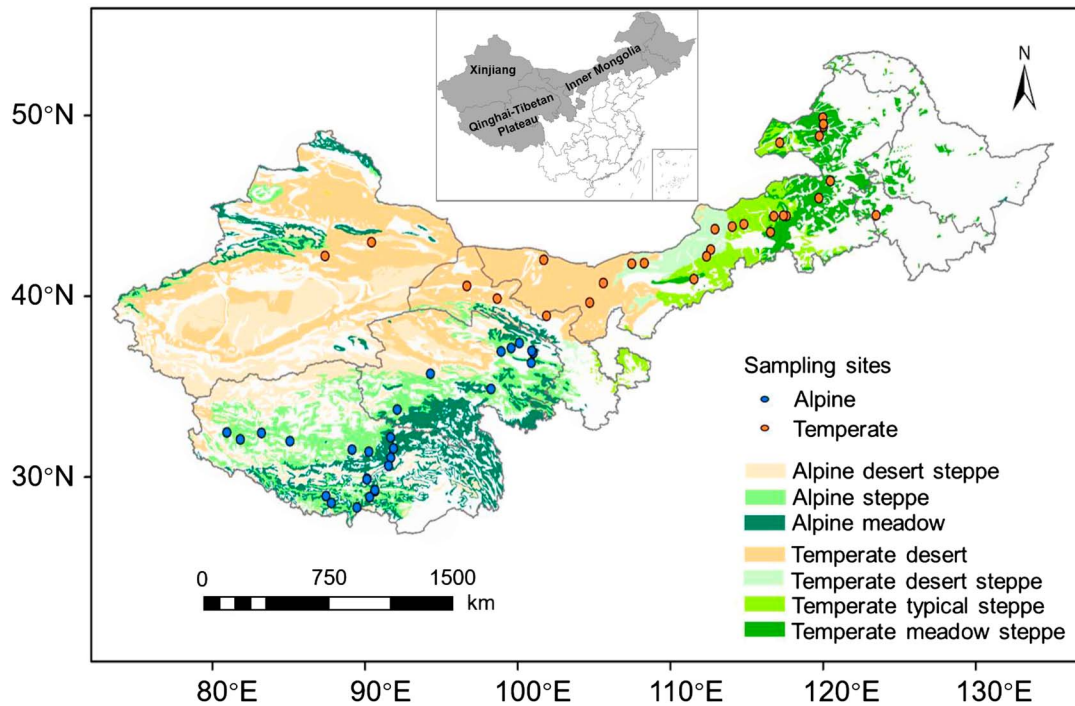 Xinjiang
Inner Mongolia
Qinghai-Tibetan
Plateau
N
50°N
40°N
30°N
Sampling sites
Alpine
Temperate
Alpine desert steppe
Alpine steppe
Alpine meadow
Temperate desert
Temperate desert steppe
Temperate typical steppe
Temperate meadow steppe
0 750 1500
km
80°E 90°E 100°E 110°E 120°E 130°E